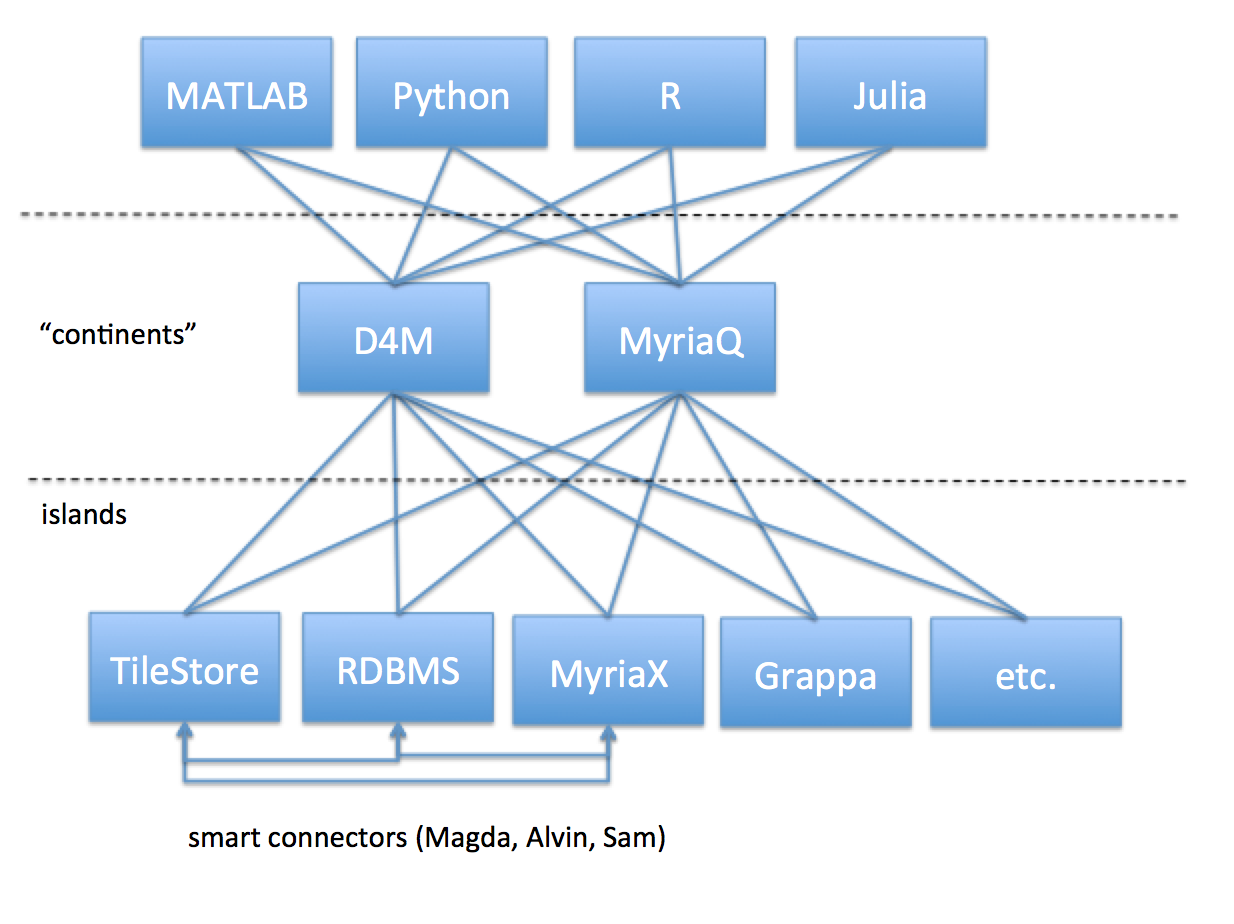 MATLAB
Python
R
Julia
“continents”
D4M
MyriaQ
islands
TileStore
RDBMS
MyriaX
Grappa
etc.
smart connectors (Magda, Alvin, Sam)